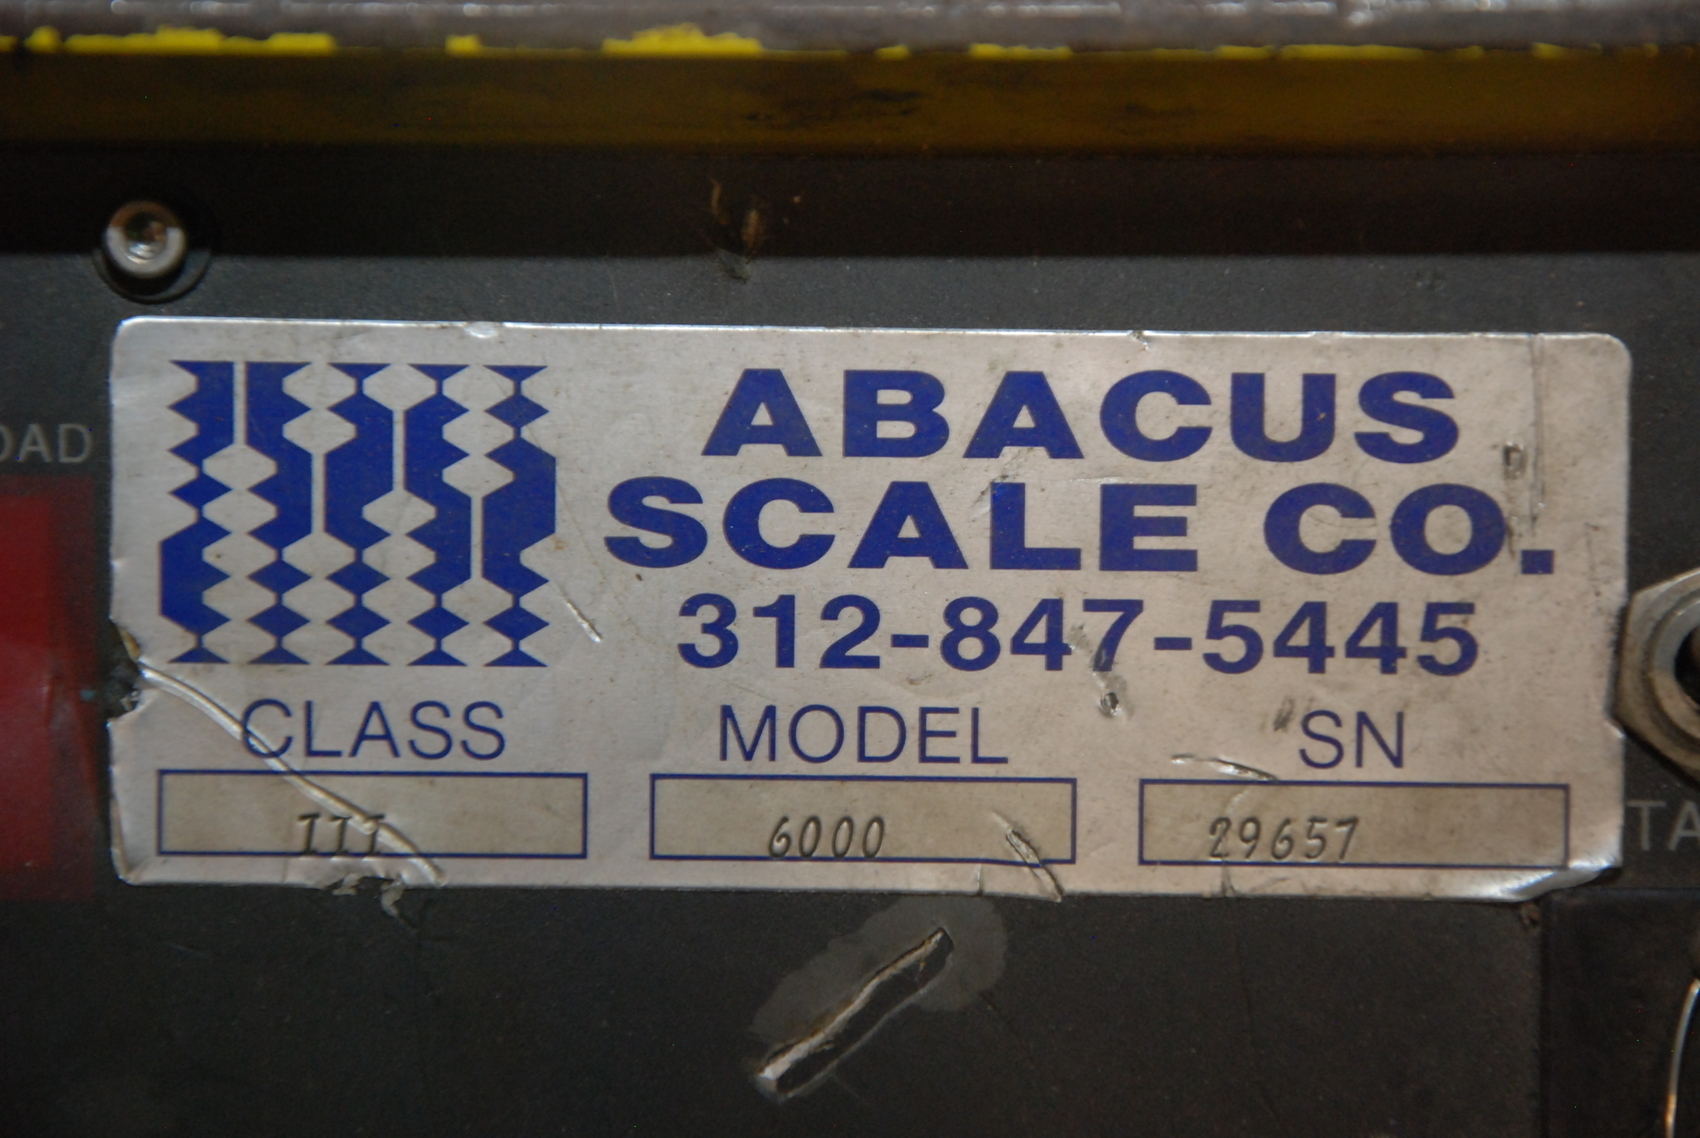 ABACUS
SCALE CO.
312-847-5445
CLASS MODEL SN
III 6000 29657